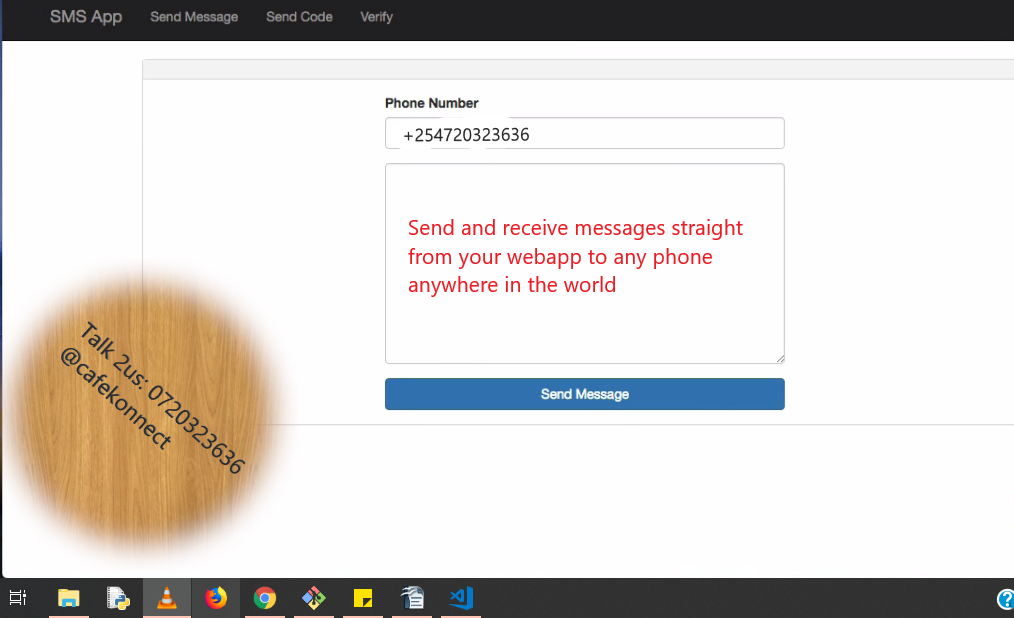 SMS App Send Message Send Code Verify
Phone Number
+254720323636
Send and receive messages straight
from your webapp to any phone
anywhere in the world
Send Message
Talk 2us: 0720323636
@cafekonnect